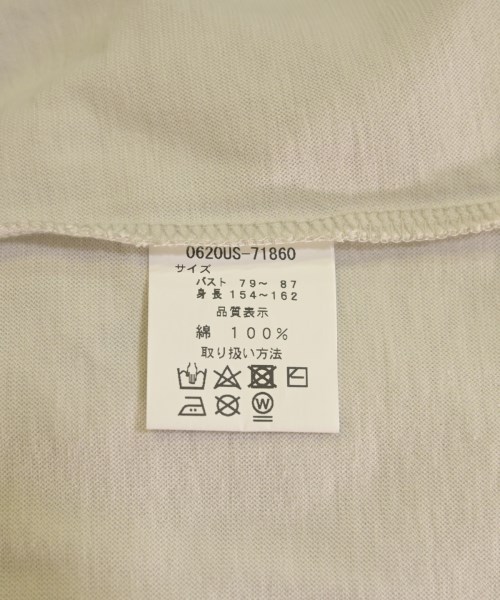 0620US-71860
サイズ
バスト 79～ 87
身長 154～162
品質表示
綿 100%
取り扱い方法
W